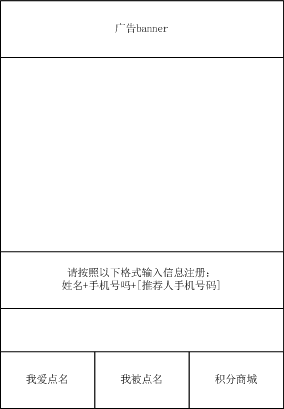 广告banner
请按照以下格式输入信息注册：
姓名+手机号吗+[推荐人手机号码]
我爱点名
我被点名
积分商城